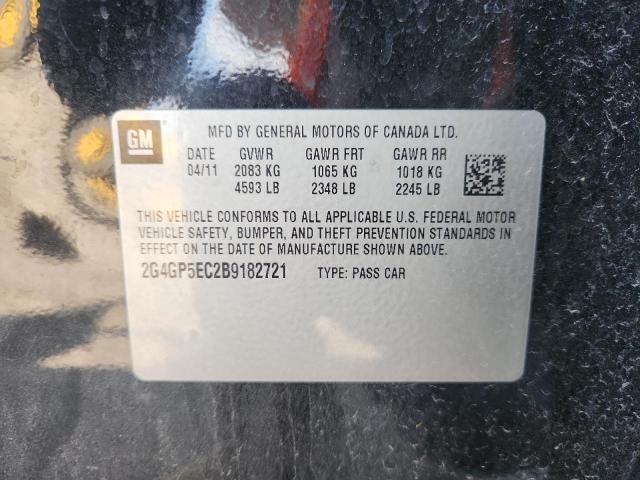 GM
MFD BY GENERAL MOTORS OF CANADA LTD.
DATE GVWR GAWR FRT GAWR RR
04/11 2083 KG 1065 KG 1018 KG
4593 LB 2348 LB 2245 LB
THIS VEHICLE CONFORMS TO ALL APPLICABLE U.S. FEDERAL MOTOR
VEHICLE SAFETY, BUMPER, AND THEFT PREVENTION STANDARDS IN
EFFECT ON THE DATE OF MANUFACTURE SHOWN ABOVE.
2G4GP5EC2B9182721 TYPE: PASS CAR